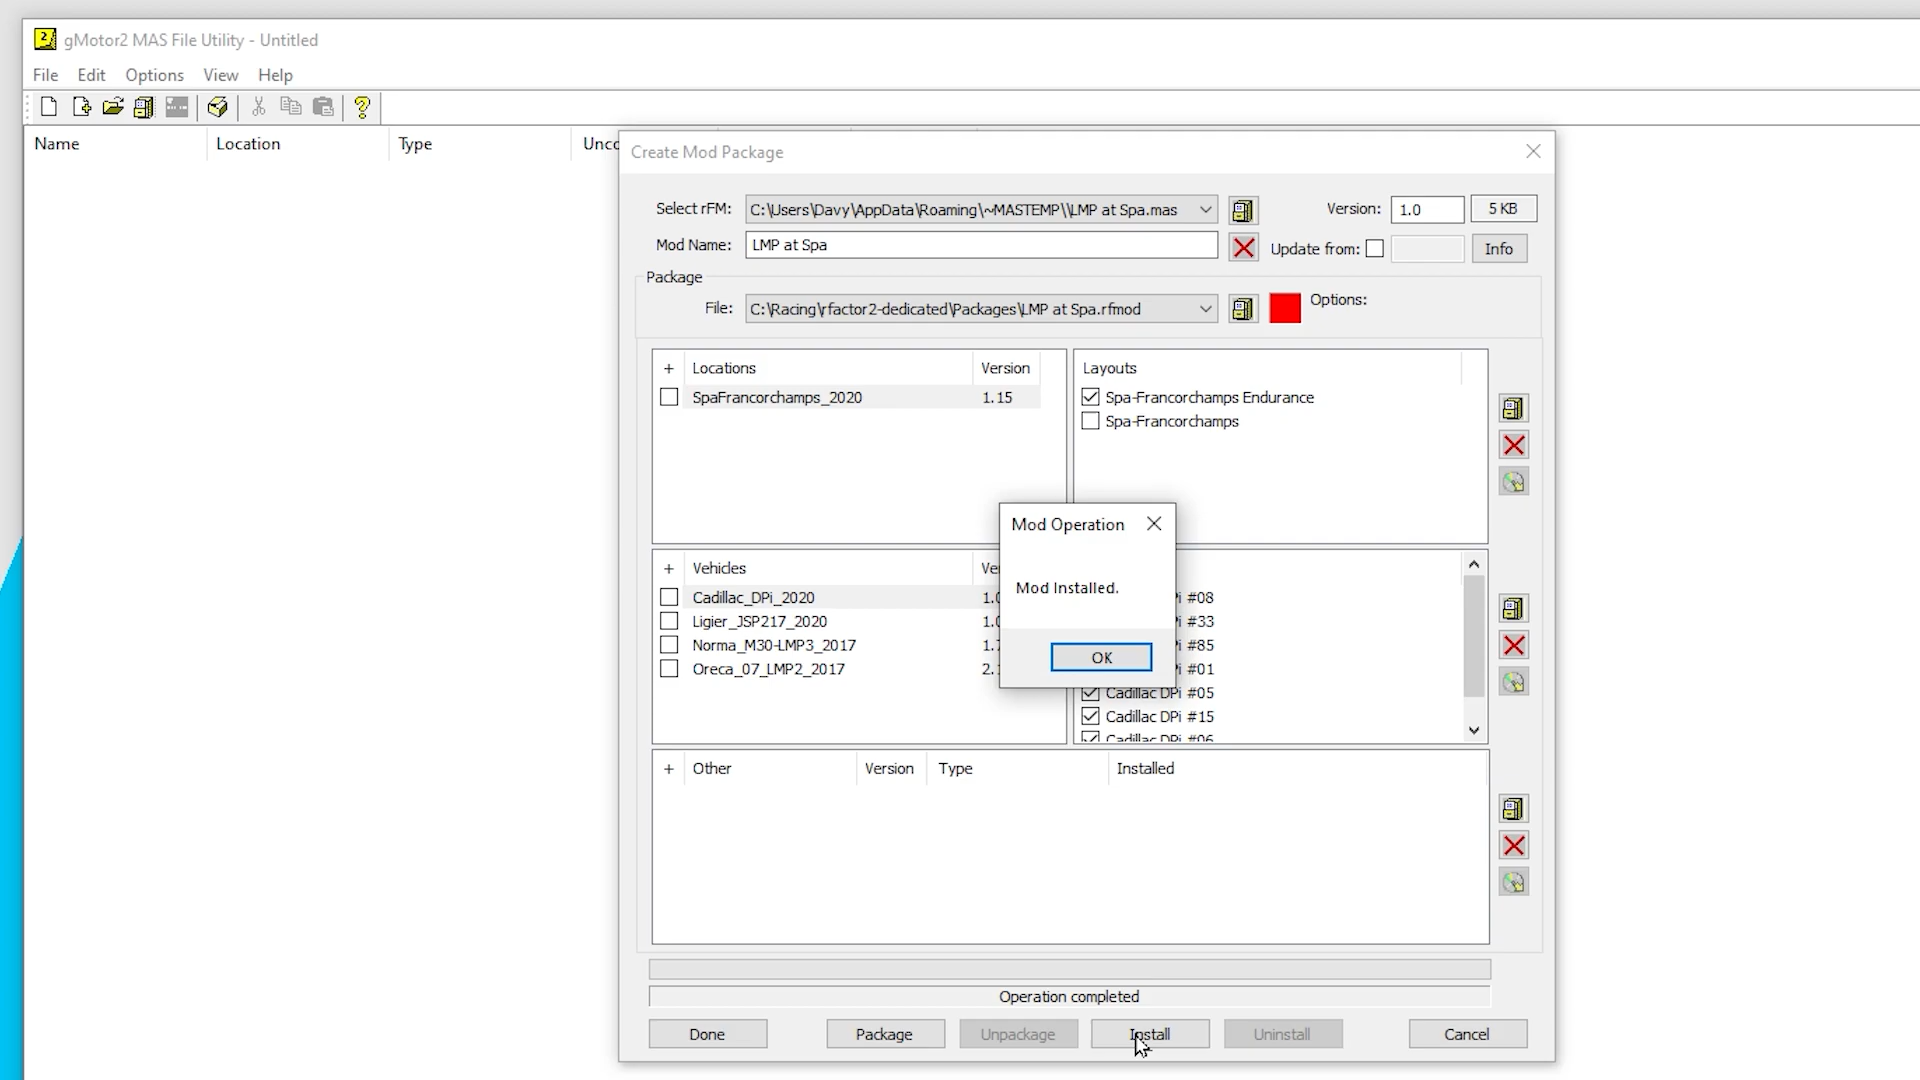 gMotor2 MAS File Utility - Untitled
File Edit Options View Help
Name Location Type
Create Mod Package
Select rFM: C:\Users\Davy\AppData\Roaming\~MASTEMP\\LMP at Spa.mas Version: 1.0 5 KB
Mod Name: LMP at Spa Update from: Info
Package
File: C:\Racing\rfactor2-dedicated\Packages\LMP at Spa.rfmod Options:
+ Locations Version Layouts
SpaFrancorchamps_2020 1.15 Spa-Francorchamps Endurance
Spa-Francorchamps
Mod Operation
Mod Installed.
OK
+ Vehicles
Cadillac_DPi_2020 #08
Ligier_JSP217_2020 #33
Norma_M30-LMP3_2017 #85
Oreca_07_LMP2_2017 #01
Cadillac DPi #05
Cadillac DPi #15
Cadillac DPi #06
+ Other Version Type Installed
Operation completed
Done Package Unpackage Install Uninstall Cancel